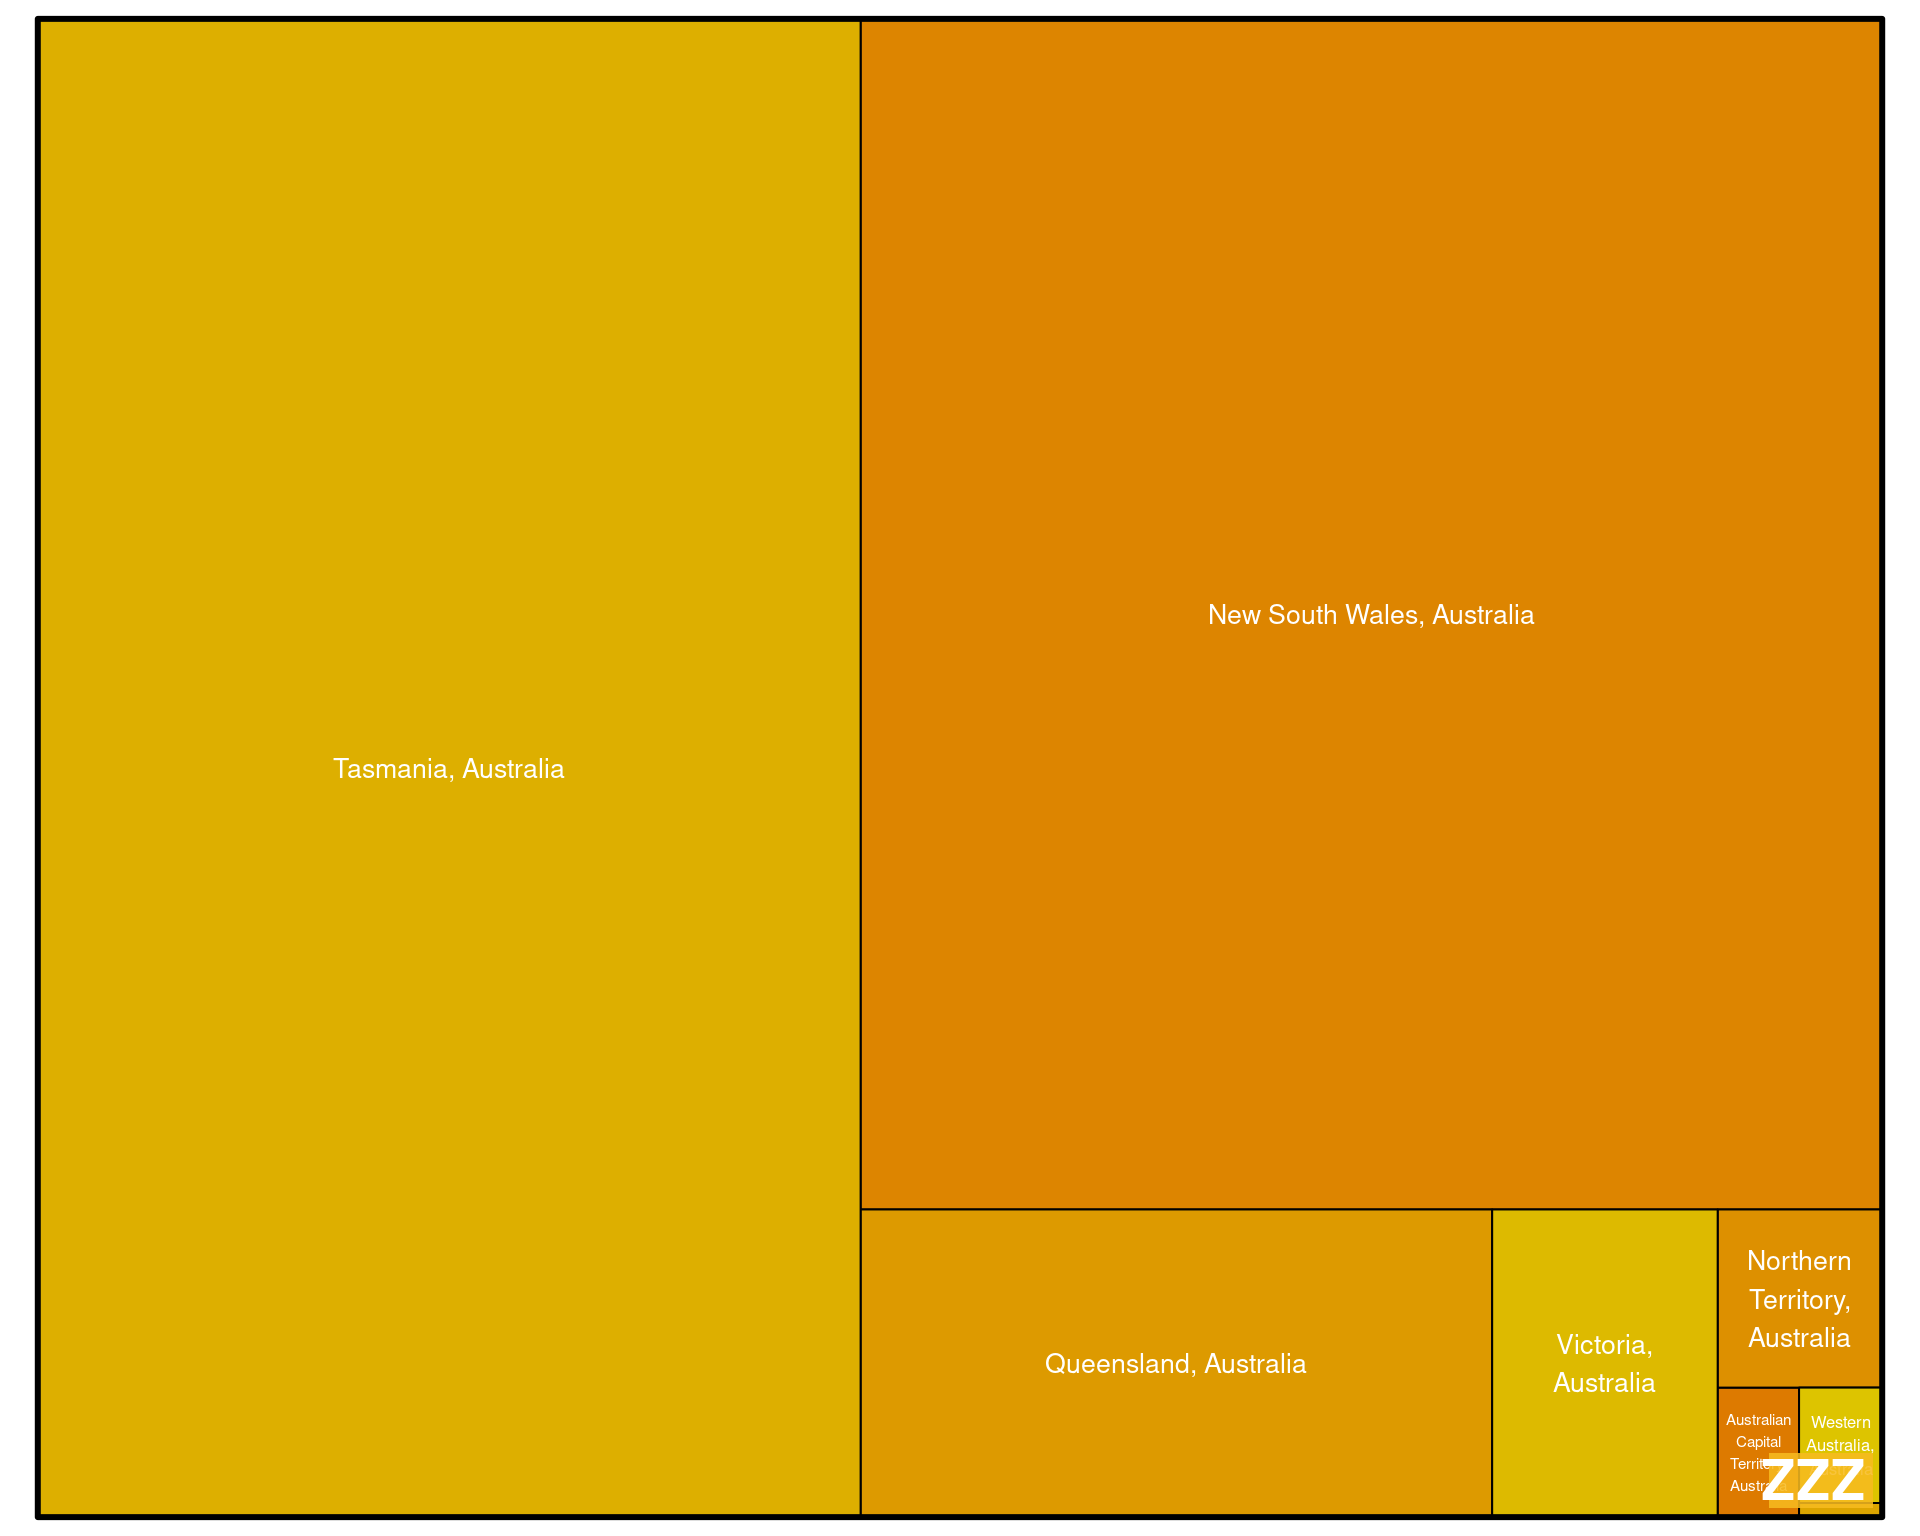 Tasmania, Australia
New South Wales, Australia
Queensland, Australia
Victoria,
Australia
Northern
Territory,
Australia
Australian
Capital
Western
Australia,
zzz